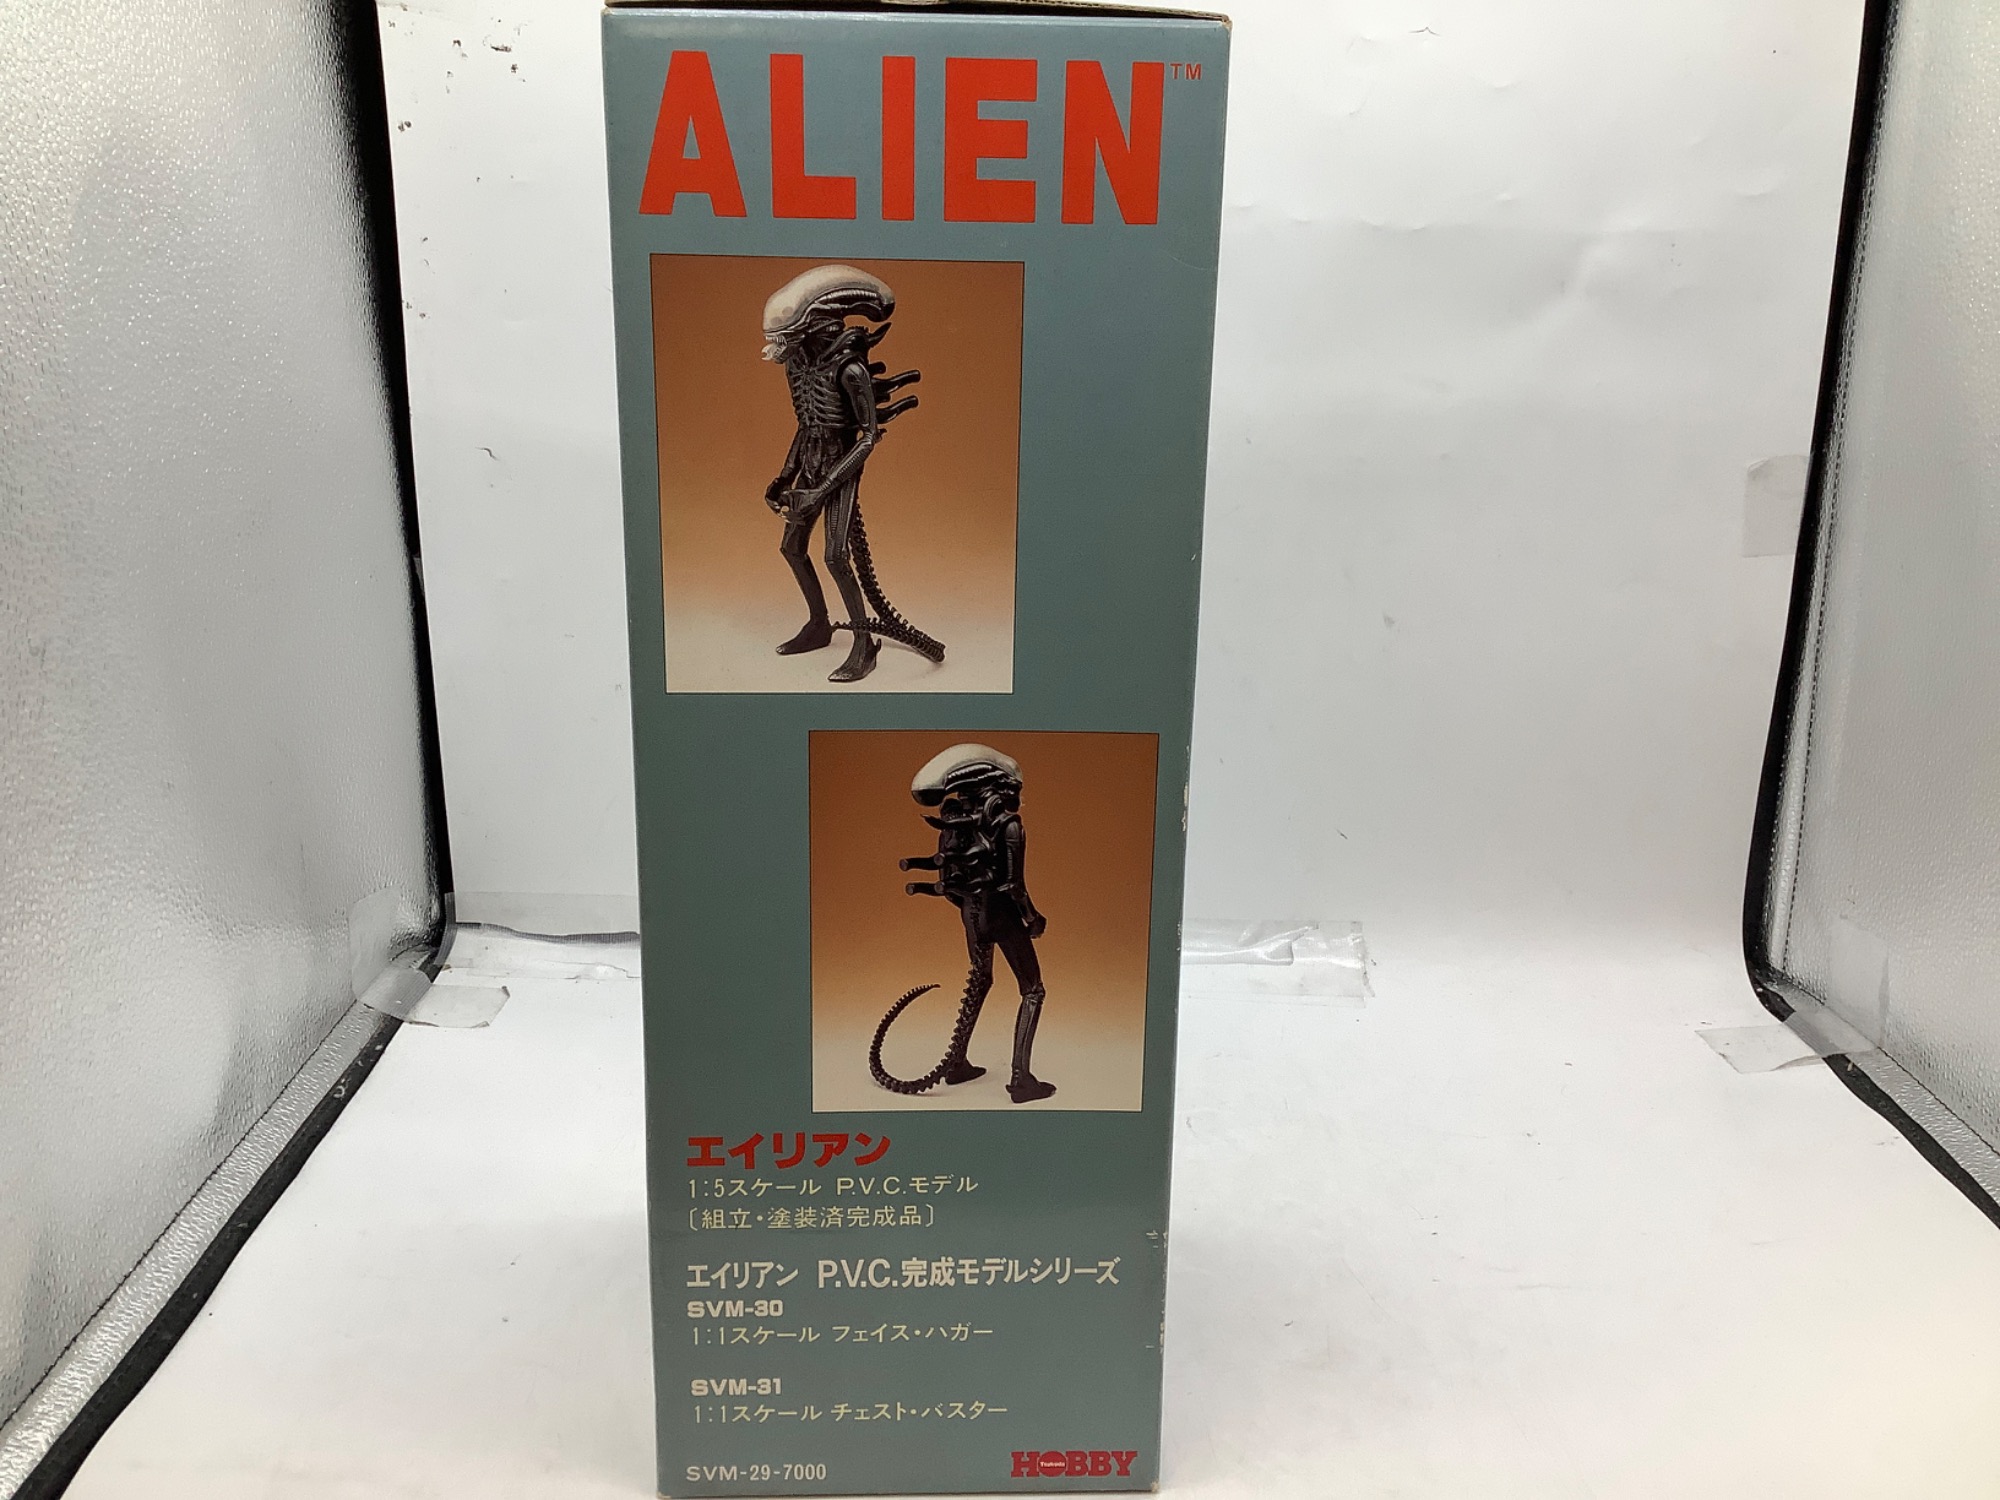 ALIEN™
エイリアン
1:5スケール P.V.C.モデル
〔組立・塗装済完成品〕
エイリアン P.V.C.完成モデルシリーズ
SVM-30
1:1スケール フェイス・ハガー
SVM-31
1:1スケール チェスト・バスター
SVM-29-7000
Tsukuda HOBBY